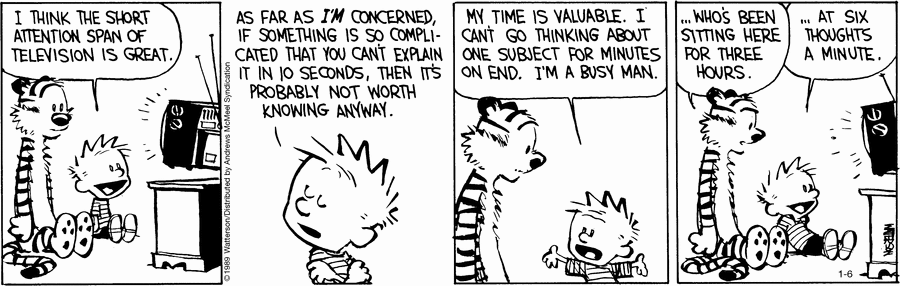 I THINK THE SHORT
ATTENTION SPAN OF
TELEVISION IS GREAT.
©1989 Watterson/Distributed by Andrews McMeel Syndication
AS FAR AS I'M CONCERNED,
IF SOMETHING IS SO COMPLI-
CATED THAT YOU CAN'T EXPLAIN
IT IN 10 SECONDS, THEN IT'S
PROBABLY NOT WORTH
KNOWING ANYWAY.
MY TIME IS VALUABLE. I
CAN'T GO THINKING ABOUT
ONE SUBJECT FOR MINUTES
ON END. I'M A BUSY MAN.
...WHO'S BEEN
SITTING HERE
FOR THREE
HOURS.
... AT SIX
THOUGHTS
A MINUTE.
WATTERSON
1-6